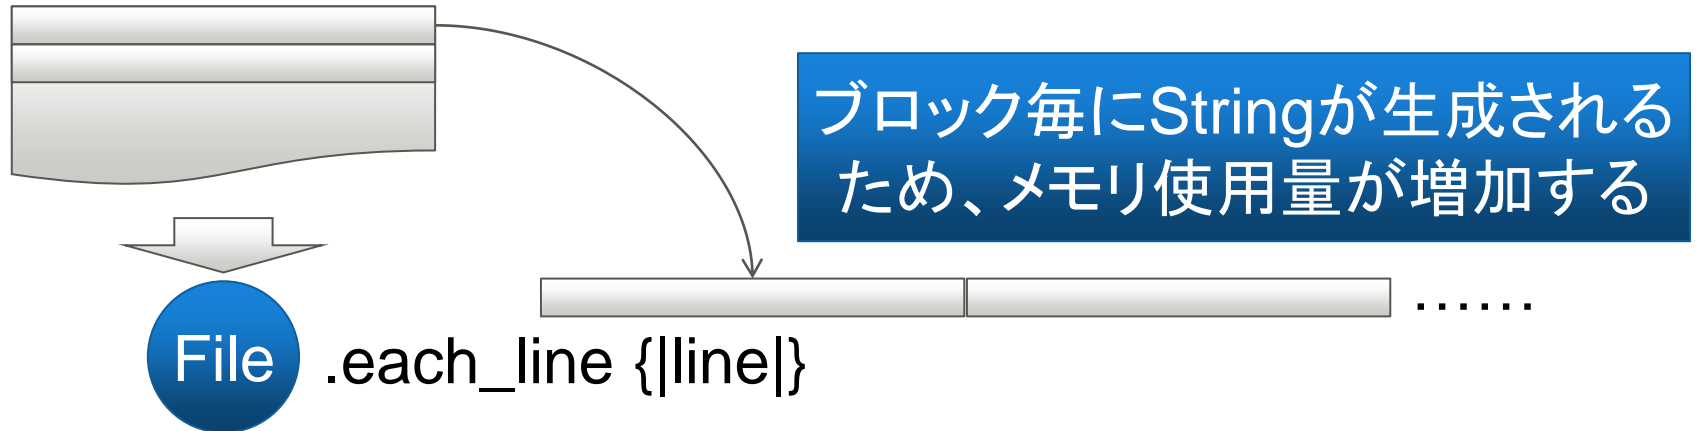 ブロック毎にStringが生成される
ため、メモリ使用量が増加する
……
File .each_line {|line|}